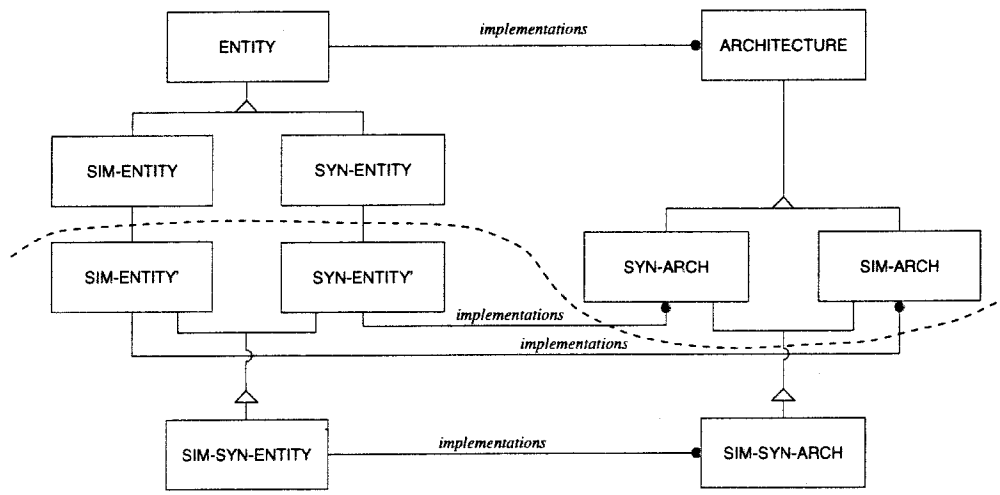 implementations
ENTITY
ARCHITECTURE
SIM-ENTITY
SYN-ENTITY
SIM-ENTITY'
SYN-ENTITY'
SYN-ARCH
SIM-ARCH
implementations
implementations
implementations
SIM-SYN-ENTITY
SIM-SYN-ARCH